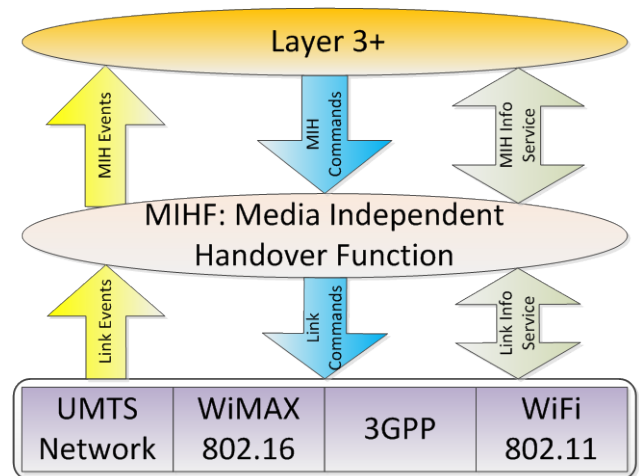 Layer 3+
MIH Events
MIH
Commands
MIH Info
Service
MIHF: Media Independent
Handover Function
Link Events
Link
Commands
Link Info
Service
UMTS
Network
WiMAX
802.16
3GPP
WiFi
802.11